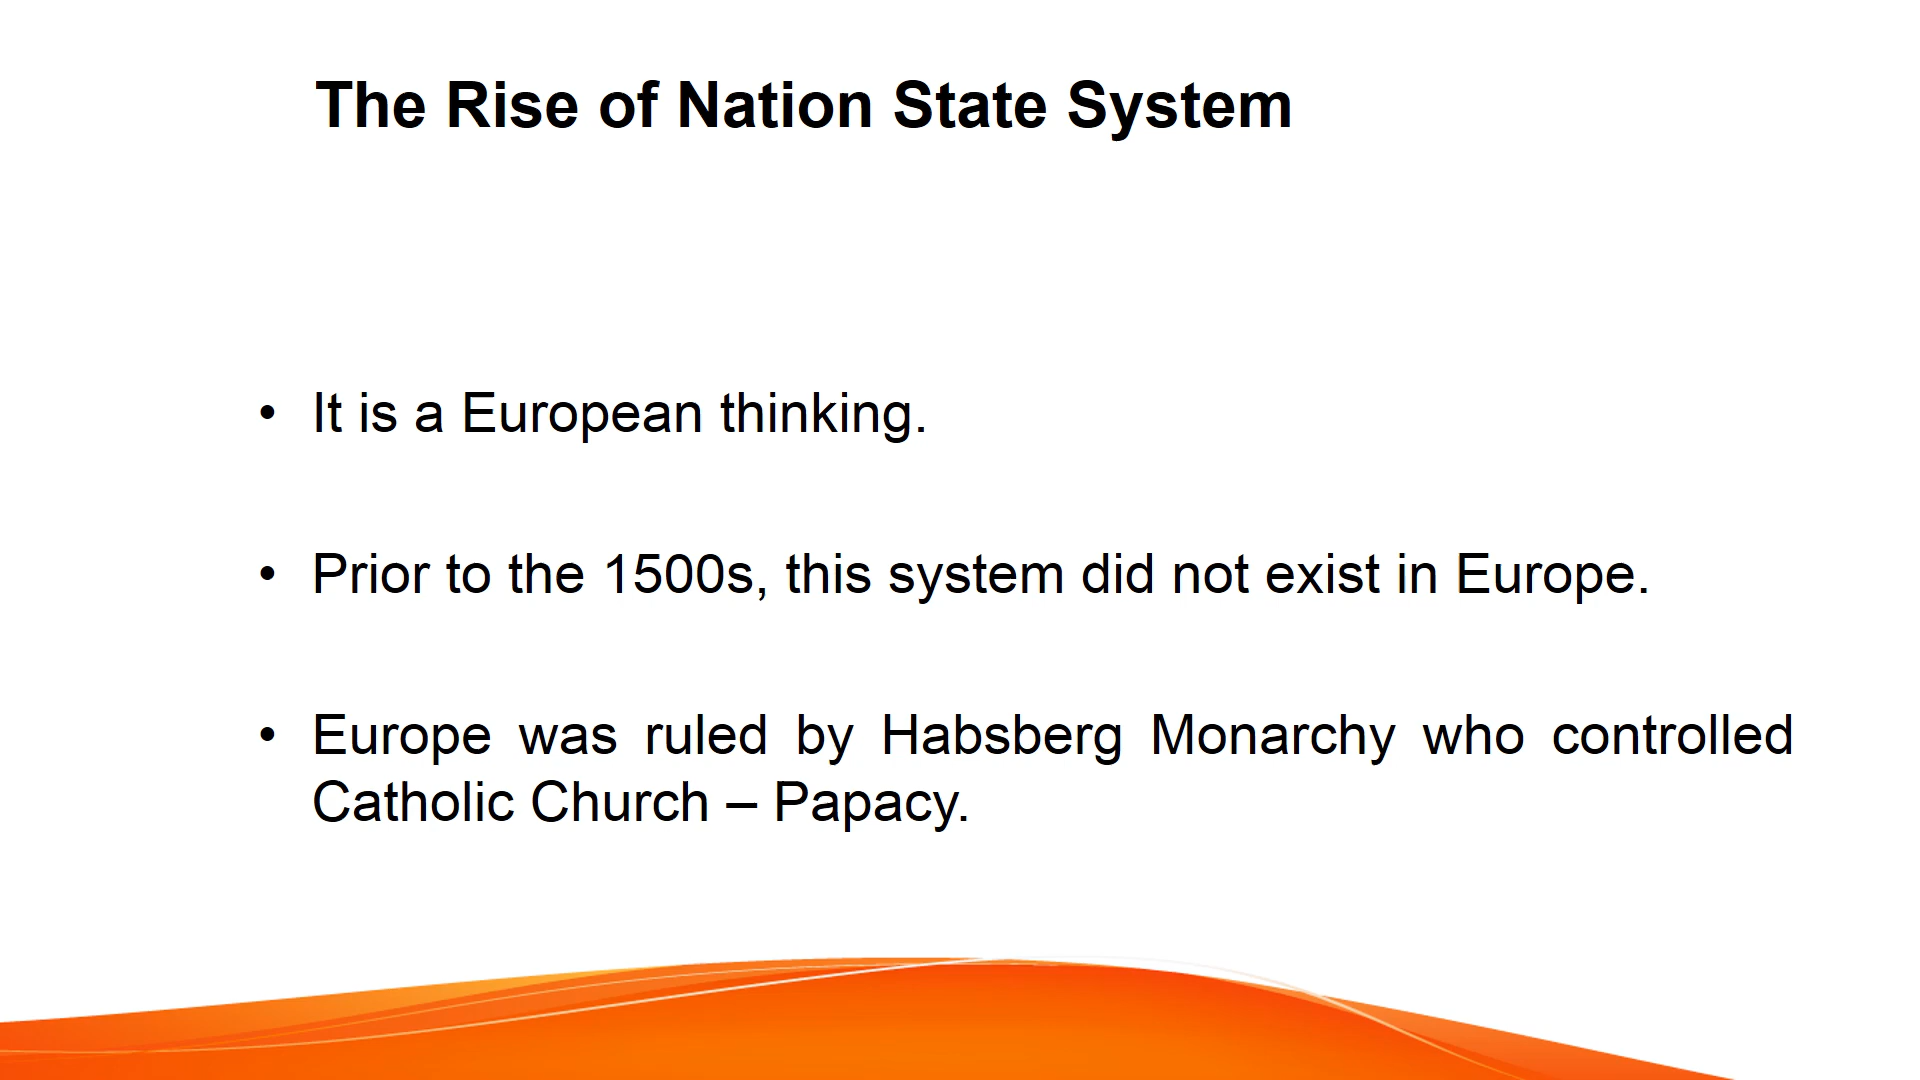 The Rise of Nation State System
• It is a European thinking.
• Prior to the 1500s, this system did not exist in Europe.
• Europe was ruled by Habsberg Monarchy who controlled
Catholic Church – Papacy.